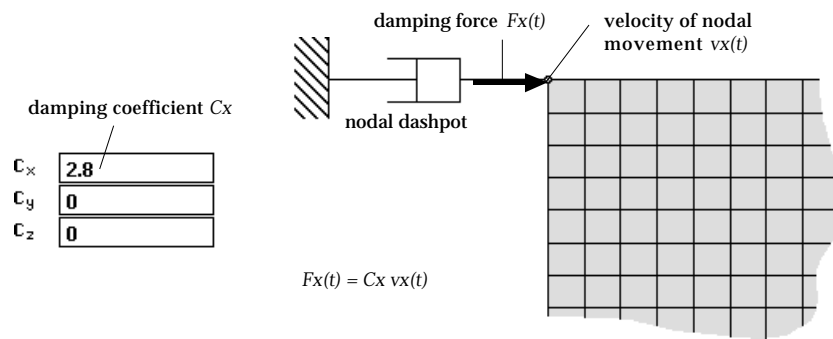 damping force Fx(t)
velocity of nodal
movement vx(t)
damping coefficient Cx
nodal dashpot
Cx 2.8
Cy 0
Cz 0
Fx(t) = Cx vx(t)